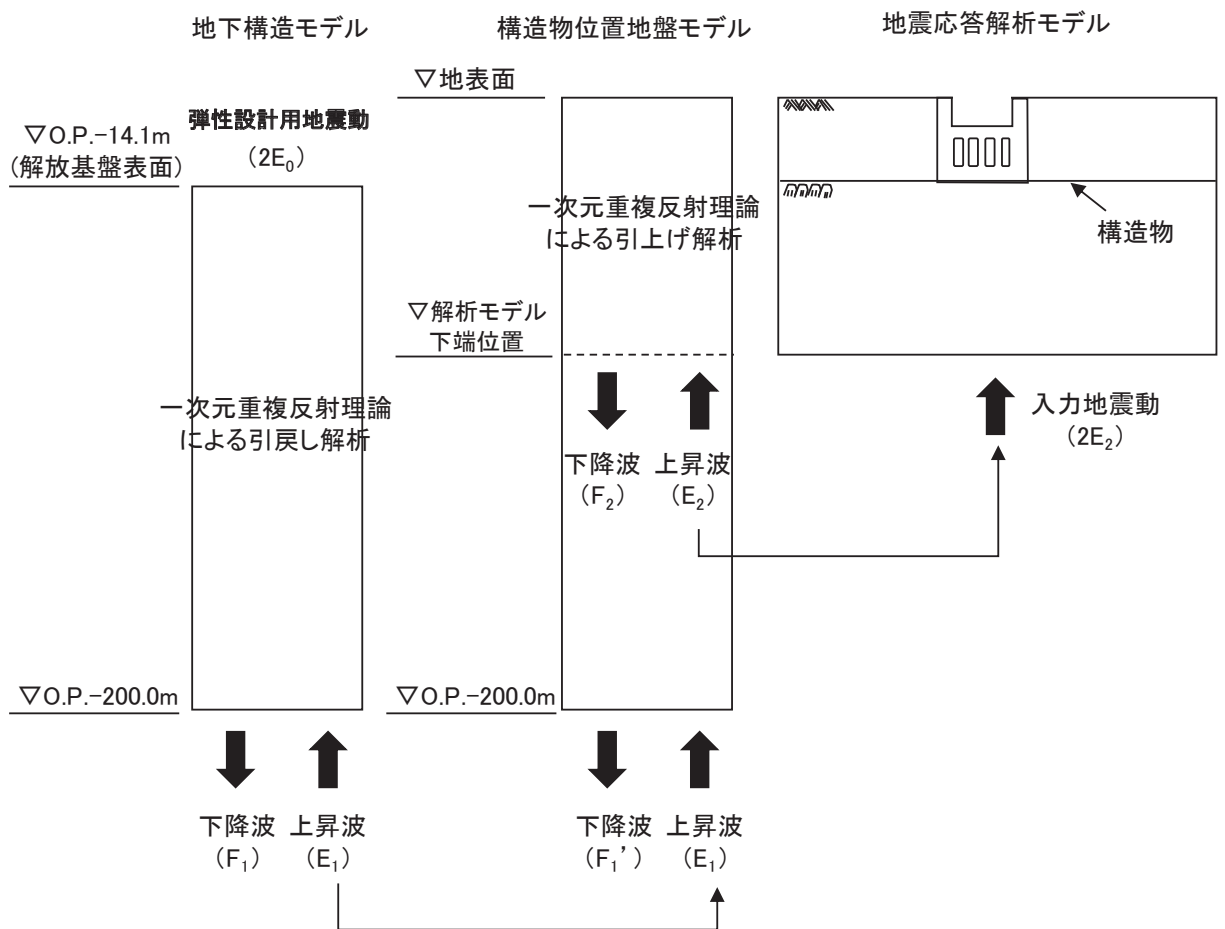 地下構造モデル
▽O.P.-14.1m
(解放基盤表面)
弾性設計用地震動
(2E₀)
一次元重複反射理論
による引戻し解析
▽O.P.-200.0m
下降波
(F₁)
上昇波
(E₁)
構造物位置地盤モデル
▽地表面
一次元重複反射理論
による引上げ解析
▽解析モデル
下端位置
下降波
(F₂)
上昇波
(E₂)
▽O.P.-200.0m
下降波
(F₁’)
上昇波
(E₁)
地震応答解析モデル
構造物
入力地震動
(2E₂)